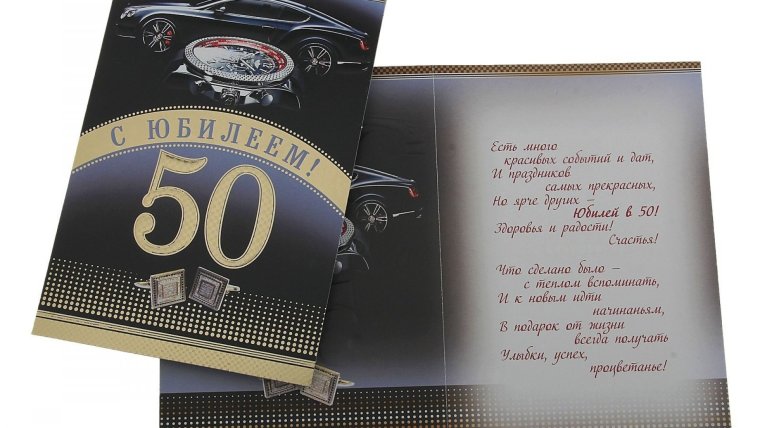 С ЮБИЛЕЕМ!
50
Есть много
красивых событий и дат,
И праздников
самых прекрасных,
Но ярче других –
Юбилей в 50!
Здоровья и радости!
Счастья!
Что сделано было –
с теплом вспоминать,
И к новым идти
начинаньям,
В подарок от жизни
всегда получать
Улыбки, успех,
процветанье!